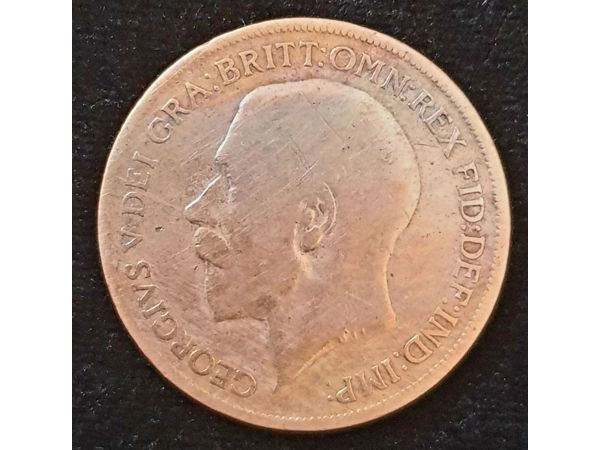 GEORGIVS V DEI GRA: BRITT: OMN: REX FID: DEF: IND: IMP: